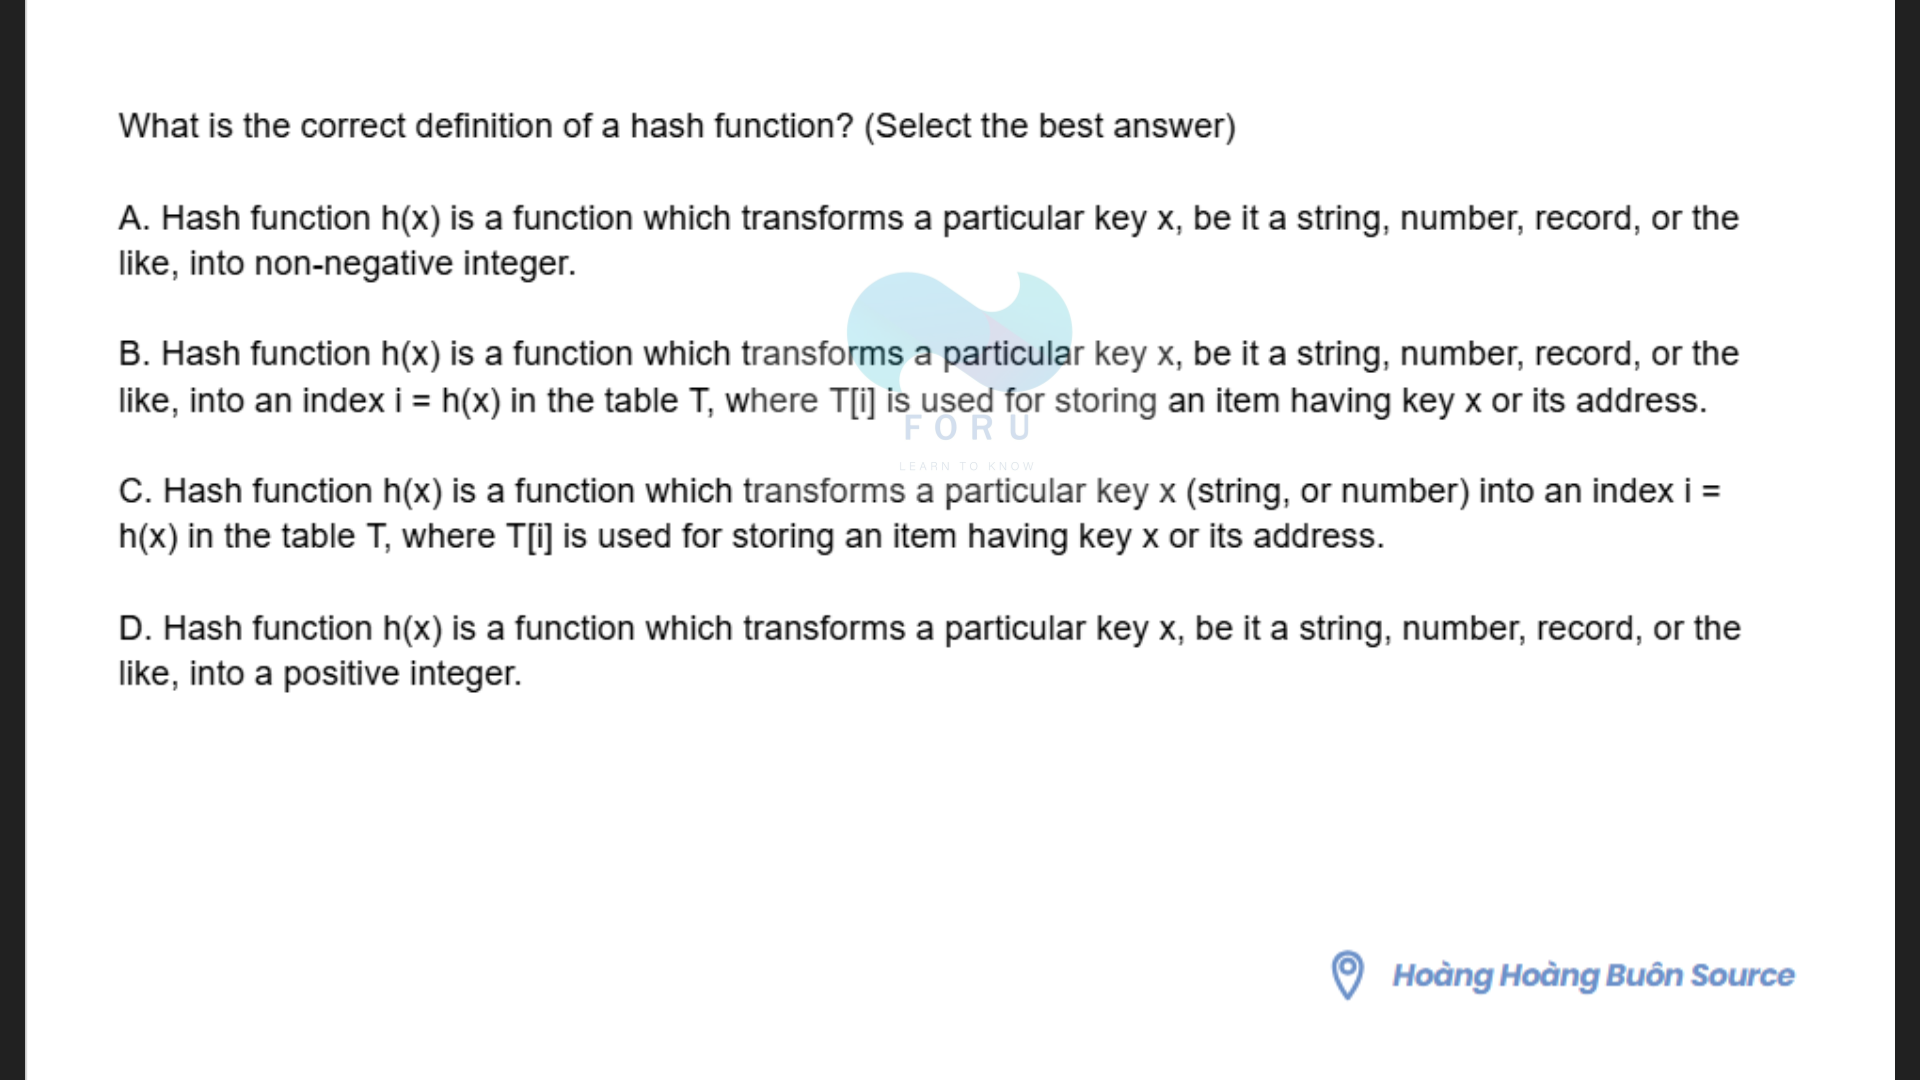 What is the correct definition of a hash function? (Select the best answer)
A. Hash function h(x) is a function which transforms a particular key x, be it a string, number, record, or the
like, into non-negative integer.
B. Hash function h(x) is a function which transforms a particular key x, be it a string, number, record, or the
like, into an index i = h(x) in the table T, where T[i] is used for storing an item having key x or its address.
FORU
LEARN TO KNOW
C. Hash function h(x) is a function which transforms a particular key x (string, or number) into an index i =
h(x) in the table T, where T[i] is used for storing an item having key x or its address.
D. Hash function h(x) is a function which transforms a particular key x, be it a string, number, record, or the
like, into a positive integer.
Hoàng Hoàng Buôn Source